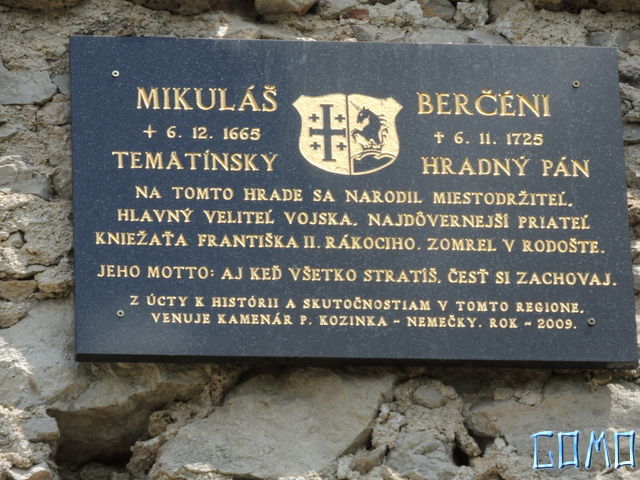 MIKULÁŠ BERČÉNI
+ 6. 12. 1665 † 6. 11. 1725
TEMATÍNSKY HRADNÝ PÁN
NA TOMTO HRADE SA NARODIL MIESTODRŽITEĽ,
HLAVNÝ VELITEĽ VOJSKA, NAJDÔVERNEJŠÍ PRIATEĽ
KNIEŽAŤA FRANTIŠKA II. RÁKOCIHO. ZOMREL V RODOŠTE.
JEHO MOTTO: AJ KEĎ VŠETKO STRATÍŠ, ČESŤ SI ZACHOVAJ.
Z ÚCTY K HISTÓRII A SKUTOČNOSTIAM V TOMTO REGIONE.
VENUJE KAMENÁR P. KOZINKA - NEMEČKY. ROK - 2009.
GOMO